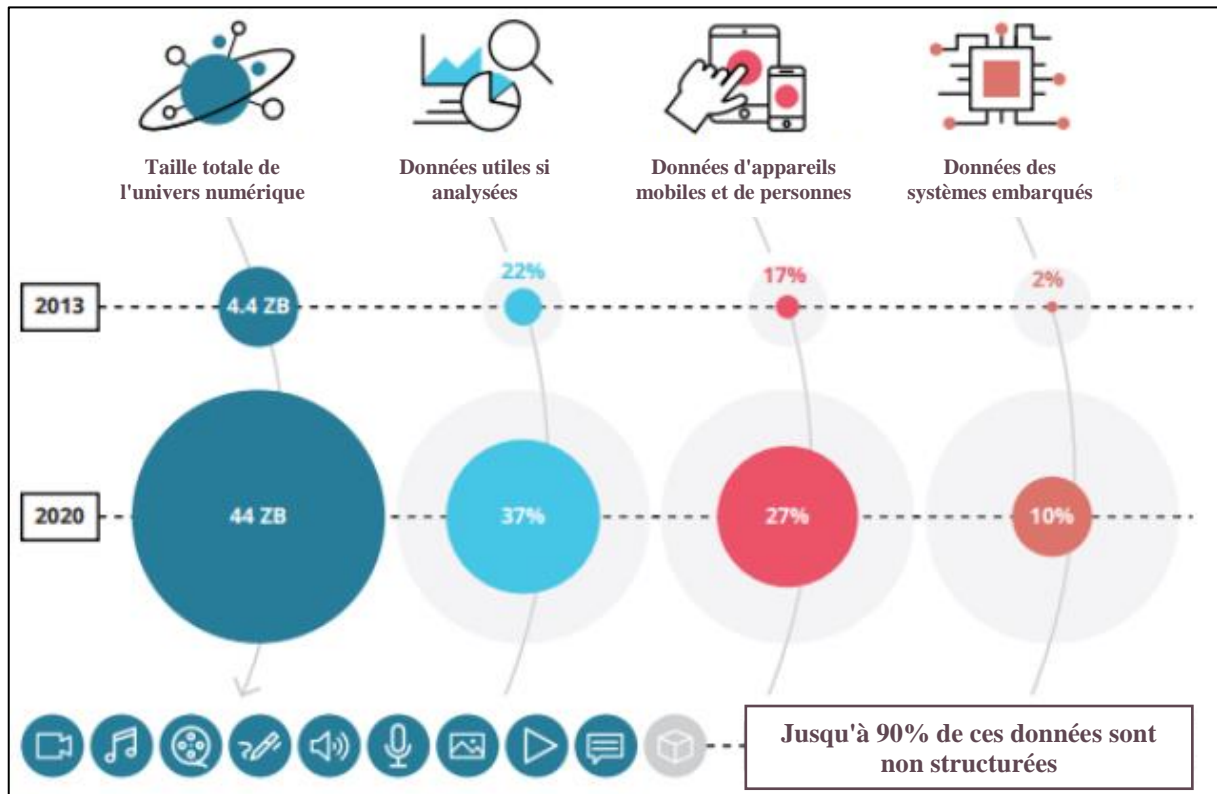 Taille totale de
l'univers numérique
Données utiles si
analysées
Données d'appareils
mobiles et de personnes
Données des
systèmes embarqués
2013
4.4 ZB
22%
17%
2%
2020
44 ZB
37%
27%
10%
Jusqu'à 90% de ces données sont
non structurées